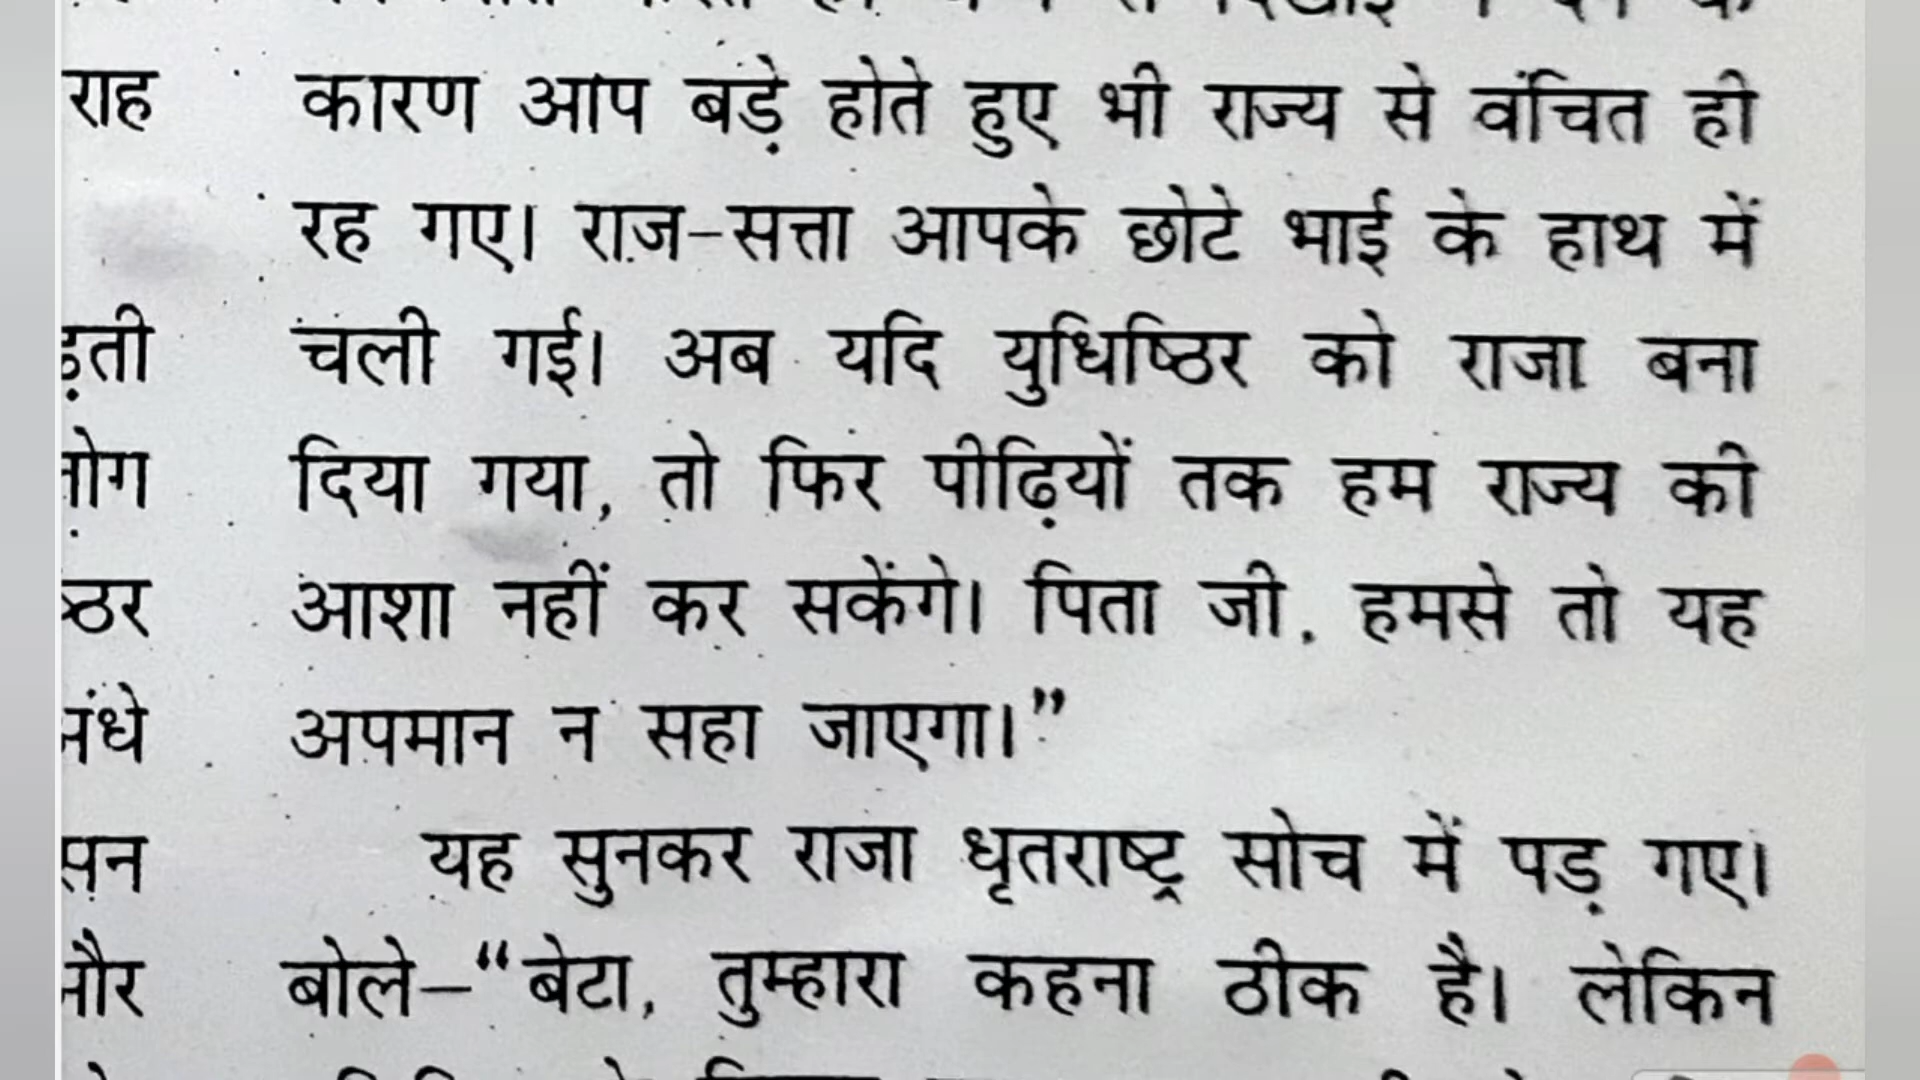 राह
कारण आप बड़े होते हुए भी राज्य से वंचित ही
रह गए। राज-सत्ता आपके छोटे भाई के हाथ में
चली गई। अब यदि युधिष्ठिर को राजा बना
दिया गया, तो फिर पीढ़ियों तक हम राज्य की
आशा नहीं कर सकेंगे। पिता जी, हमसे तो यह
अपमान न सहा जाएगा।”
यह सुनकर राजा धृतराष्ट्र सोच में पड़ गए।
बोले—“बेटा, तुम्हारा कहना ठीक है। लेकिन